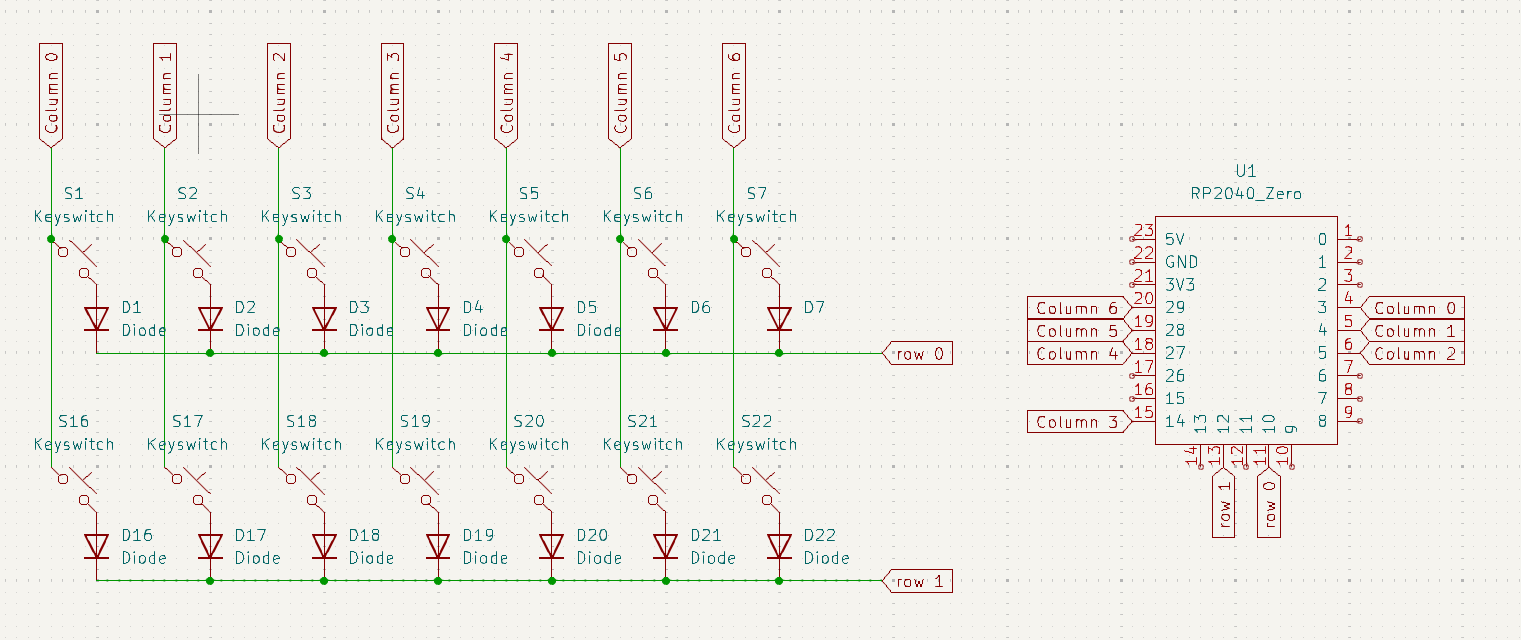 Column 0
Column 1
Column 2
Column 3
Column 4
Column 5
Column 6
S1
Keyswitch
S2
Keyswitch
S3
Keyswitch
S4
Keyswitch
S5
Keyswitch
S6
Keyswitch
S7
Keyswitch
D1
Diode
D2
Diode
D3
Diode
D4
Diode
D5
Diode
D6
D7
row 0
S16
Keyswitch
S17
Keyswitch
S18
Keyswitch
S19
Keyswitch
S20
Keyswitch
S21
Keyswitch
S22
Keyswitch
D16
Diode
D17
Diode
D18
Diode
D19
Diode
D20
Diode
D21
Diode
D22
Diode
row 1
U1
RP2040_Zero
23 5V
22 GND
21 3V3
Column 6 20 29
Column 5 19 28
Column 4 18 27
17 26
16 15
Column 3 15 14
0 1
1 2
2 3
3 4 Column 0
4 5 Column 1
5 6 Column 2
6 7
7 8
8 9
13 14
12 13 row 1
11 12
10 11 row 0
9 10